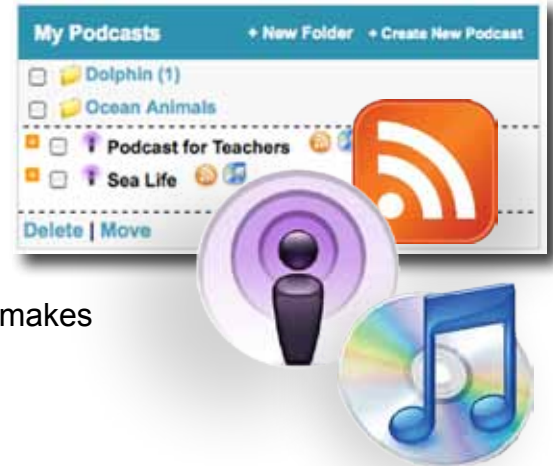 My Podcasts + New Folder + Create New Podcast
Dolphin (1)
Ocean Animals
Podcast for Teachers
Sea Life
Delete | Move
makes